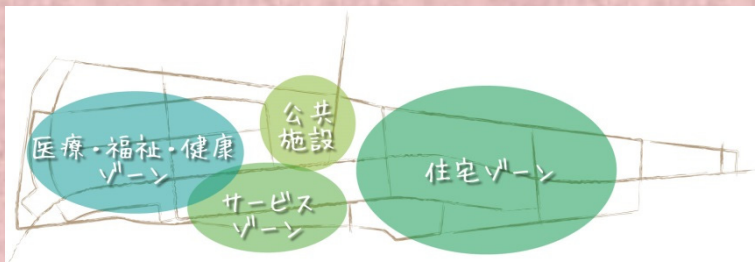 医療・福祉・健康
ゾーン
公共
施設
サービス
ゾーン
住宅ゾーン